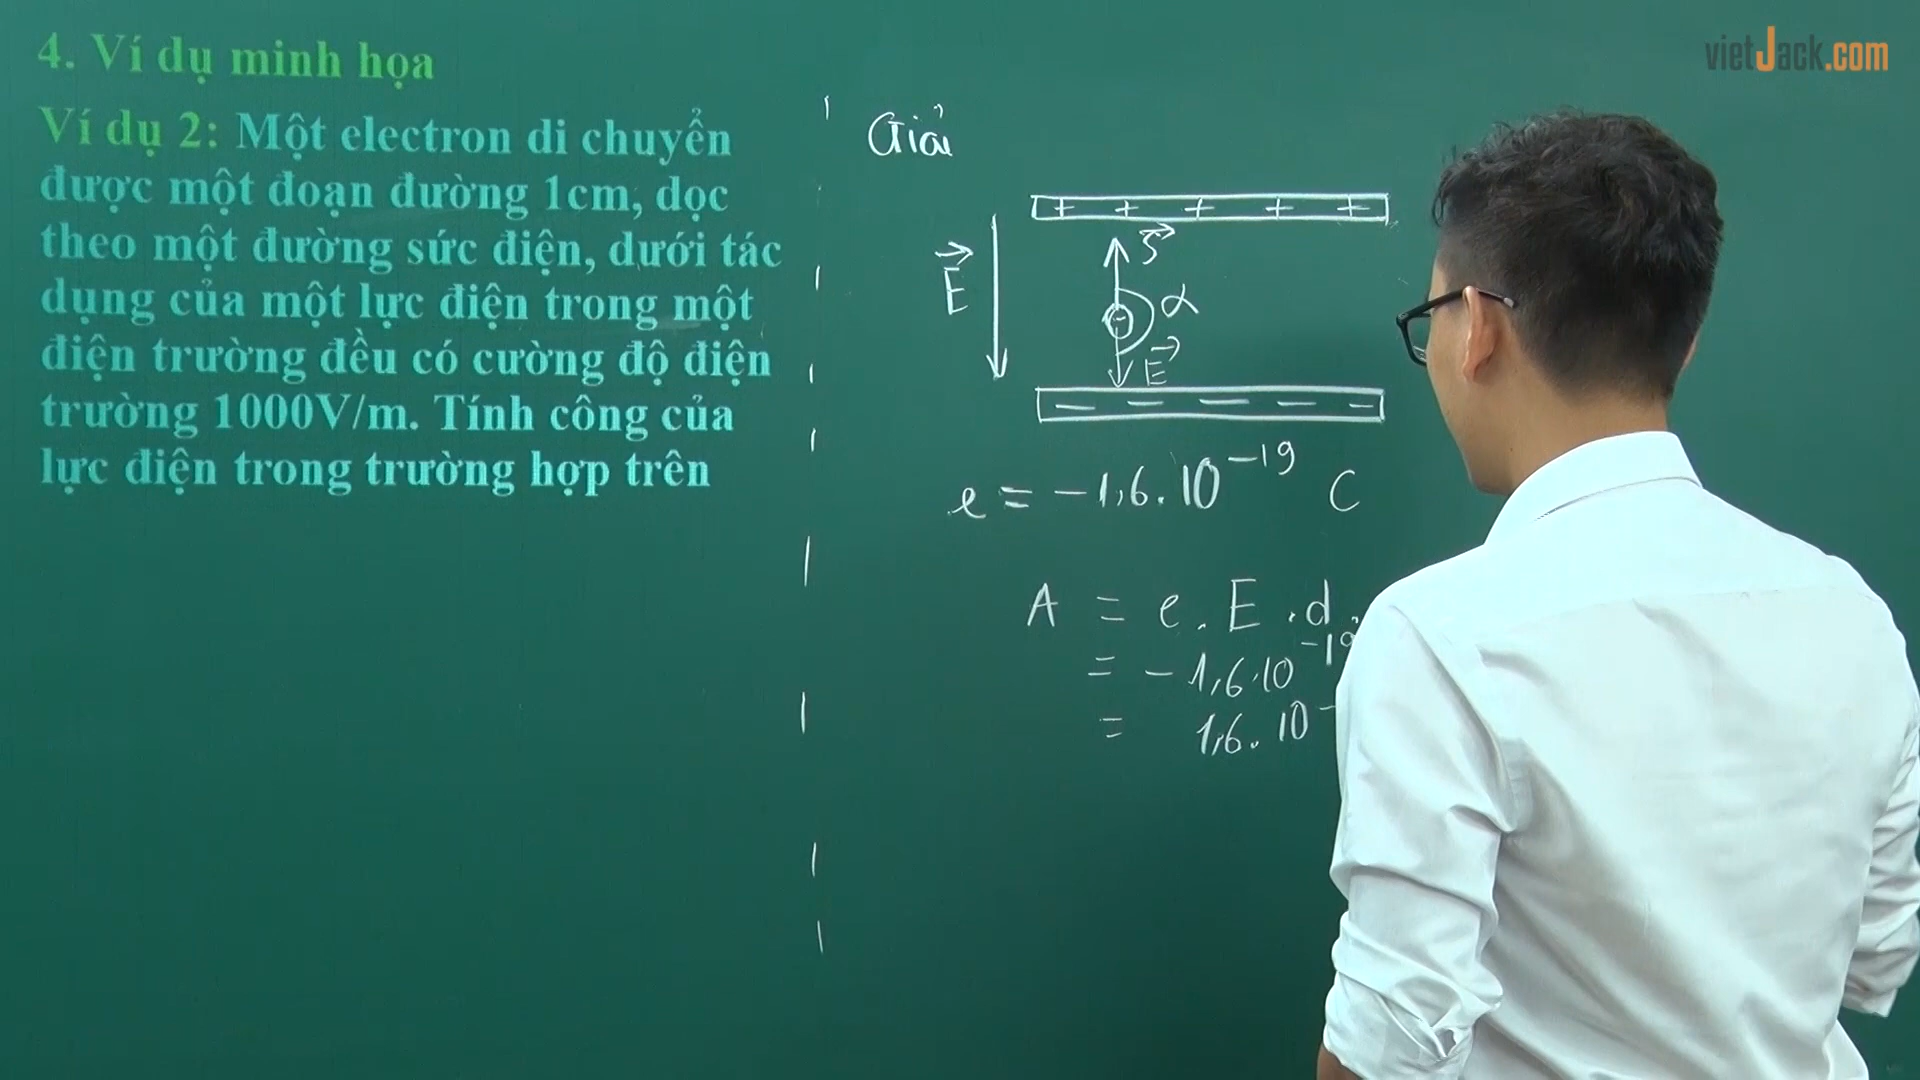 4. Ví dụ minh họa
vietJack.com
Ví dụ 2: Một electron di chuyển
được một đoạn đường 1cm, dọc
theo một đường sức điện, dưới tác
dụng của một lực điện trong một
điện trường đều có cường độ điện
trường 1000V/m. Tính công của
lực điện trong trường hợp trên
Giải
+ + + + +
E
α
E
− − − − −
e = −1,6.10⁻¹⁹ C
A = e.E.d.
= −1,6.10⁻¹⁹
= 1,6.10⁻